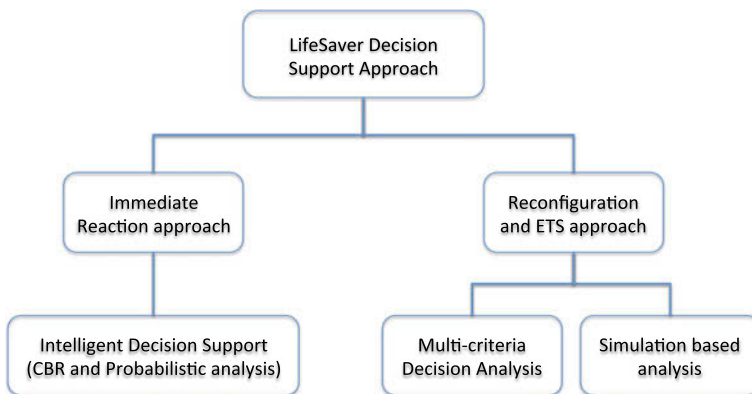 LifeSaver Decision
Support Approach
Immediate
Reaction approach
Reconfiguration
and ETS approach
Intelligent Decision Support
(CBR and Probabilistic analysis)
Multi-criteria
Decision Analysis
Simulation based
analysis